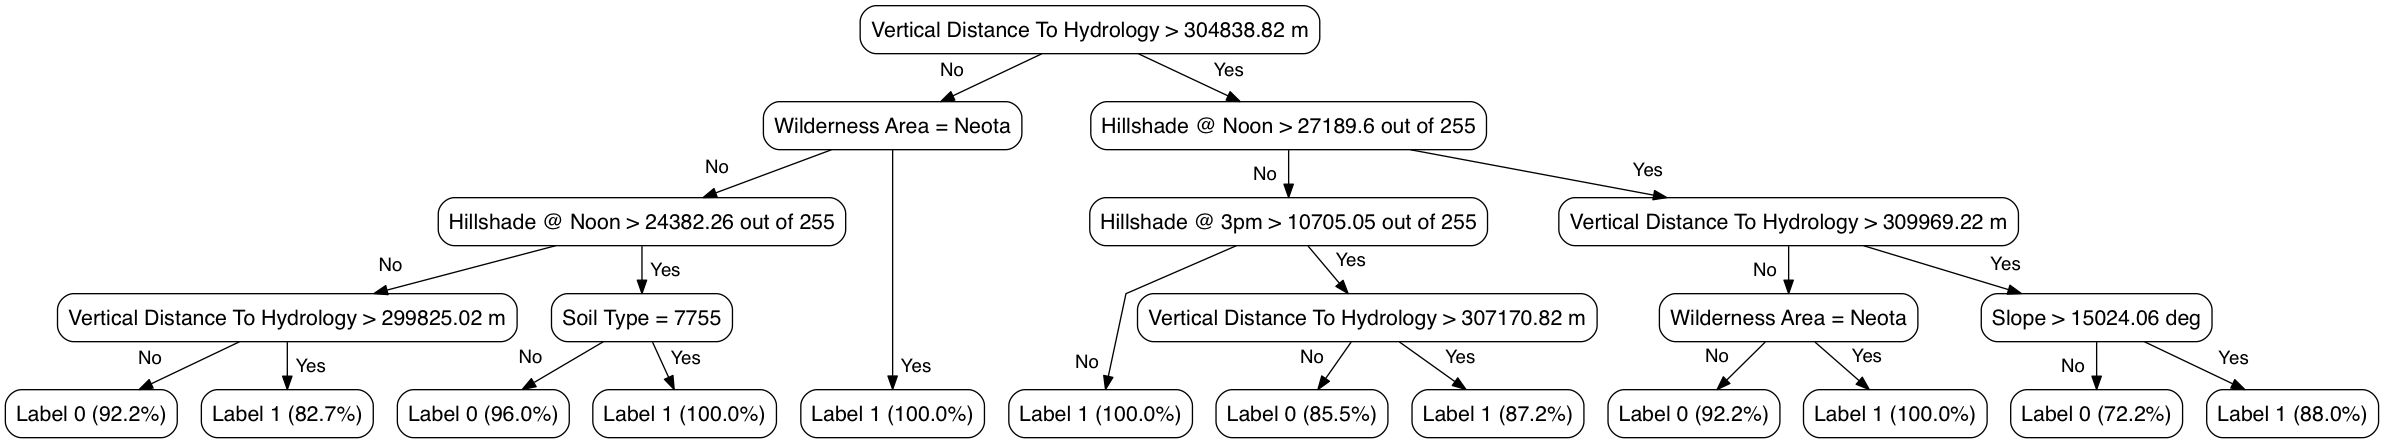 Vertical Distance To Hydrology > 304838.82 m
No
Yes
Wilderness Area = Neota
Hillshade @ Noon > 27189.6 out of 255
No
No
Yes
Hillshade @ Noon > 24382.26 out of 255
Hillshade @ 3pm > 10705.05 out of 255
Vertical Distance To Hydrology > 309969.22 m
No
Yes
Yes
No
Yes
Vertical Distance To Hydrology > 299825.02 m
Soil Type = 7755
Vertical Distance To Hydrology > 307170.82 m
Wilderness Area = Neota
Slope > 15024.06 deg
No
Yes
No
Yes
Yes
No
No
Yes
No
Yes
No
Yes
Label 0 (92.2%)
Label 1 (82.7%)
Label 0 (96.0%)
Label 1 (100.0%)
Label 1 (100.0%)
Label 1 (100.0%)
Label 0 (85.5%)
Label 1 (87.2%)
Label 0 (92.2%)
Label 1 (100.0%)
Label 0 (72.2%)
Label 1 (88.0%)